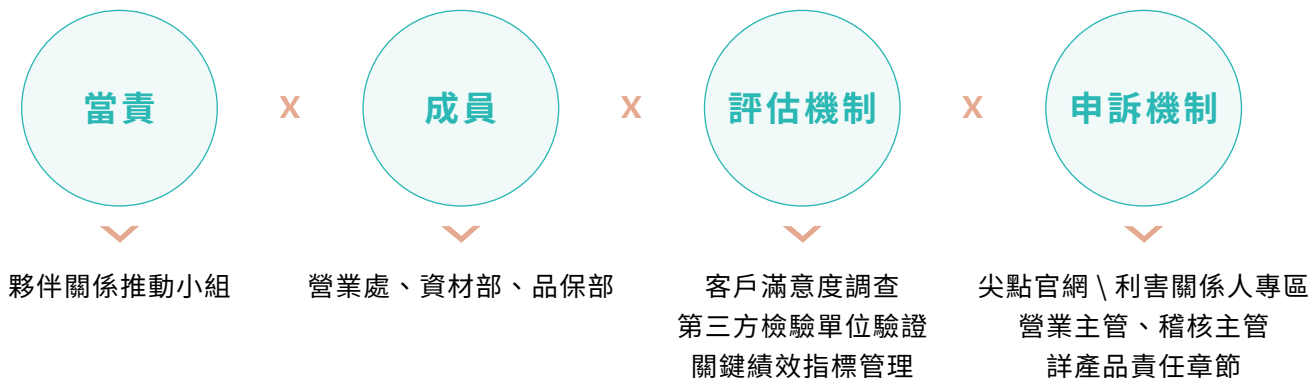 當責 X 成員 X 評估機制 X 申訴機制
夥伴關係推動小組
營業處、資材部、品保部
客戶滿意度調查
第三方檢驗單位驗證
關鍵績效指標管理
尖點官網 \ 利害關係人專區
營業主管、稽核主管
詳產品責任章節